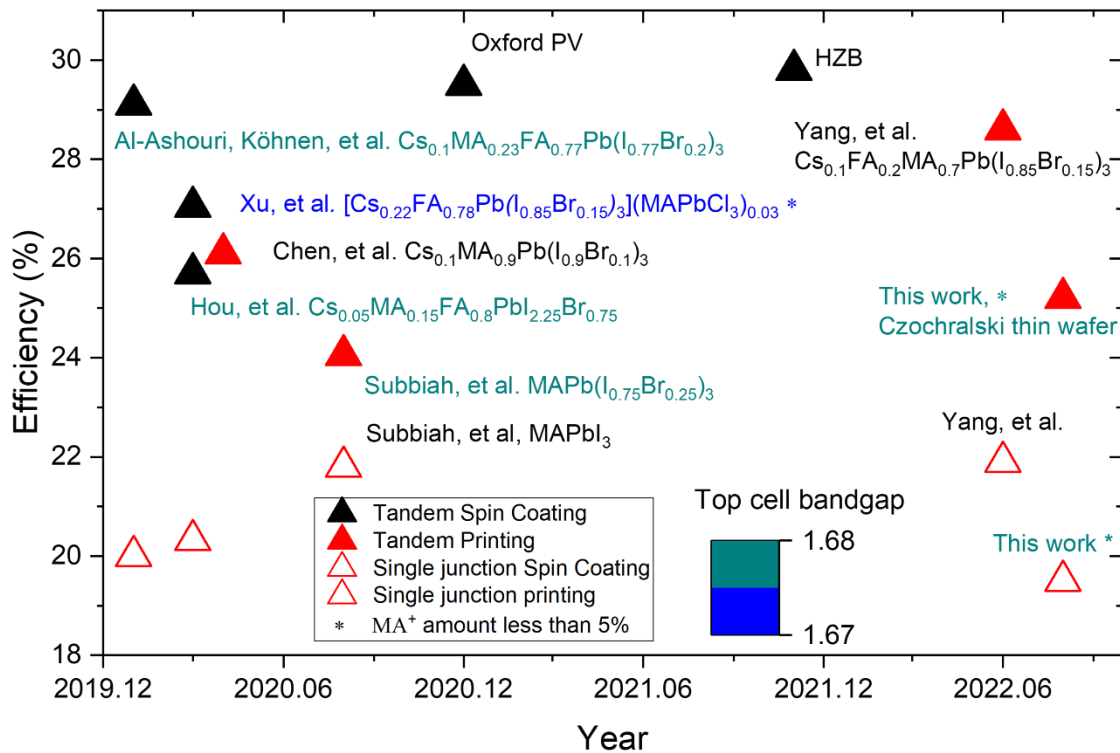 Efficiency (%)
30
28
26
24
22
20
18
Oxford PV
HZB
Al-Ashouri, Köhnen, et al. Cs₀.₁MA₀.₂₃FA₀.₇₇Pb(I₀.₇₇Br₀.₂)₃
Yang, et al.
Cs₀.₁FA₀.₂MA₀.₇Pb(I₀.₈₅Br₀.₁₅)₃
Xu, et al. [Cs₀.₂₂FA₀.₇₈Pb(I₀.₈₅Br₀.₁₅)₃](MAPbCl₃)₀.₀₃ *
Chen, et al. Cs₀.₁MA₀.₉Pb(I₀.₉Br₀.₁)₃
Hou, et al. Cs₀.₀₅MA₀.₁₅FA₀.₈PbI₂.₂₅Br₀.₇₅
This work, *
Czochralski thin wafer
Subbiah, et al. MAPb(I₀.₇₅Br₀.₂₅)₃
Subbiah, et al, MAPbI₃
Yang, et al.
Tandem Spin Coating
Tandem Printing
Single junction Spin Coating
Single junction printing
* MA⁺ amount less than 5%
Top cell bandgap
1.68
1.67
This work *
2019.12
2020.06
2020.12
2021.06
2021.12
2022.06
Year